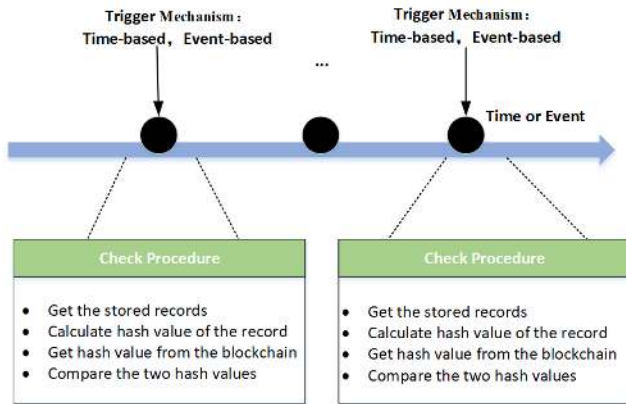 Trigger Mechanism：
Time-based，Event-based
Trigger Mechanism：
Time-based，Event-based
...
Time or Event
Check Procedure
• Get the stored records
• Calculate hash value of the record
• Get hash value from the blockchain
• Compare the two hash values
Check Procedure
• Get the stored records
• Calculate hash value of the record
• Get hash value from the blockchain
• Compare the two hash values